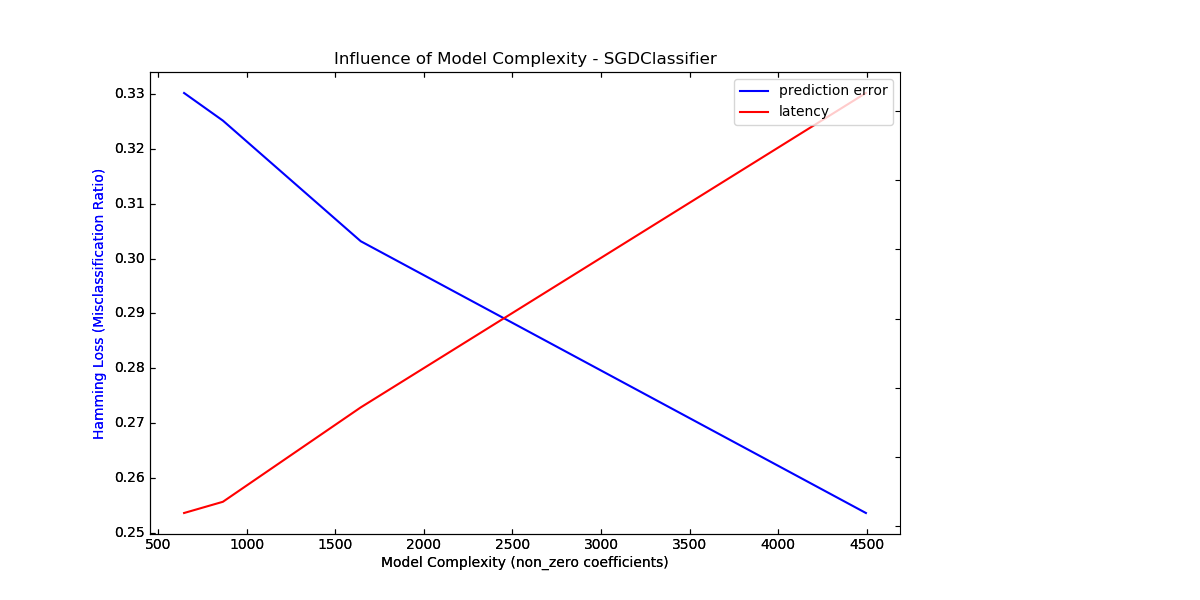 Influence of Model Complexity - SGDClassifier
prediction error
latency
Hamming Loss (Misclassification Ratio)
0.33
0.32
0.31
0.30
0.29
0.28
0.27
0.26
0.25
500 1000 1500 2000 2500 3000 3500 4000 4500
Model Complexity (non_zero coefficients)